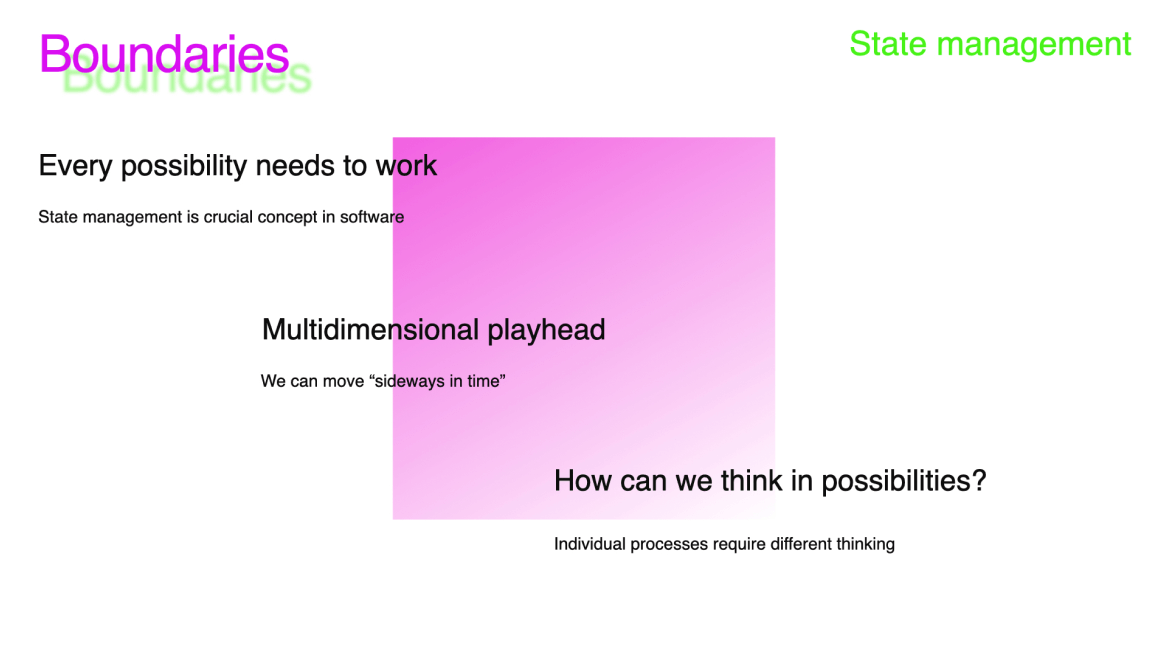 Boundaries
State management
Every possibility needs to work
State management is crucial concept in software
Multidimensional playhead
We can move “sideways in time”
How can we think in possibilities?
Individual processes require different thinking